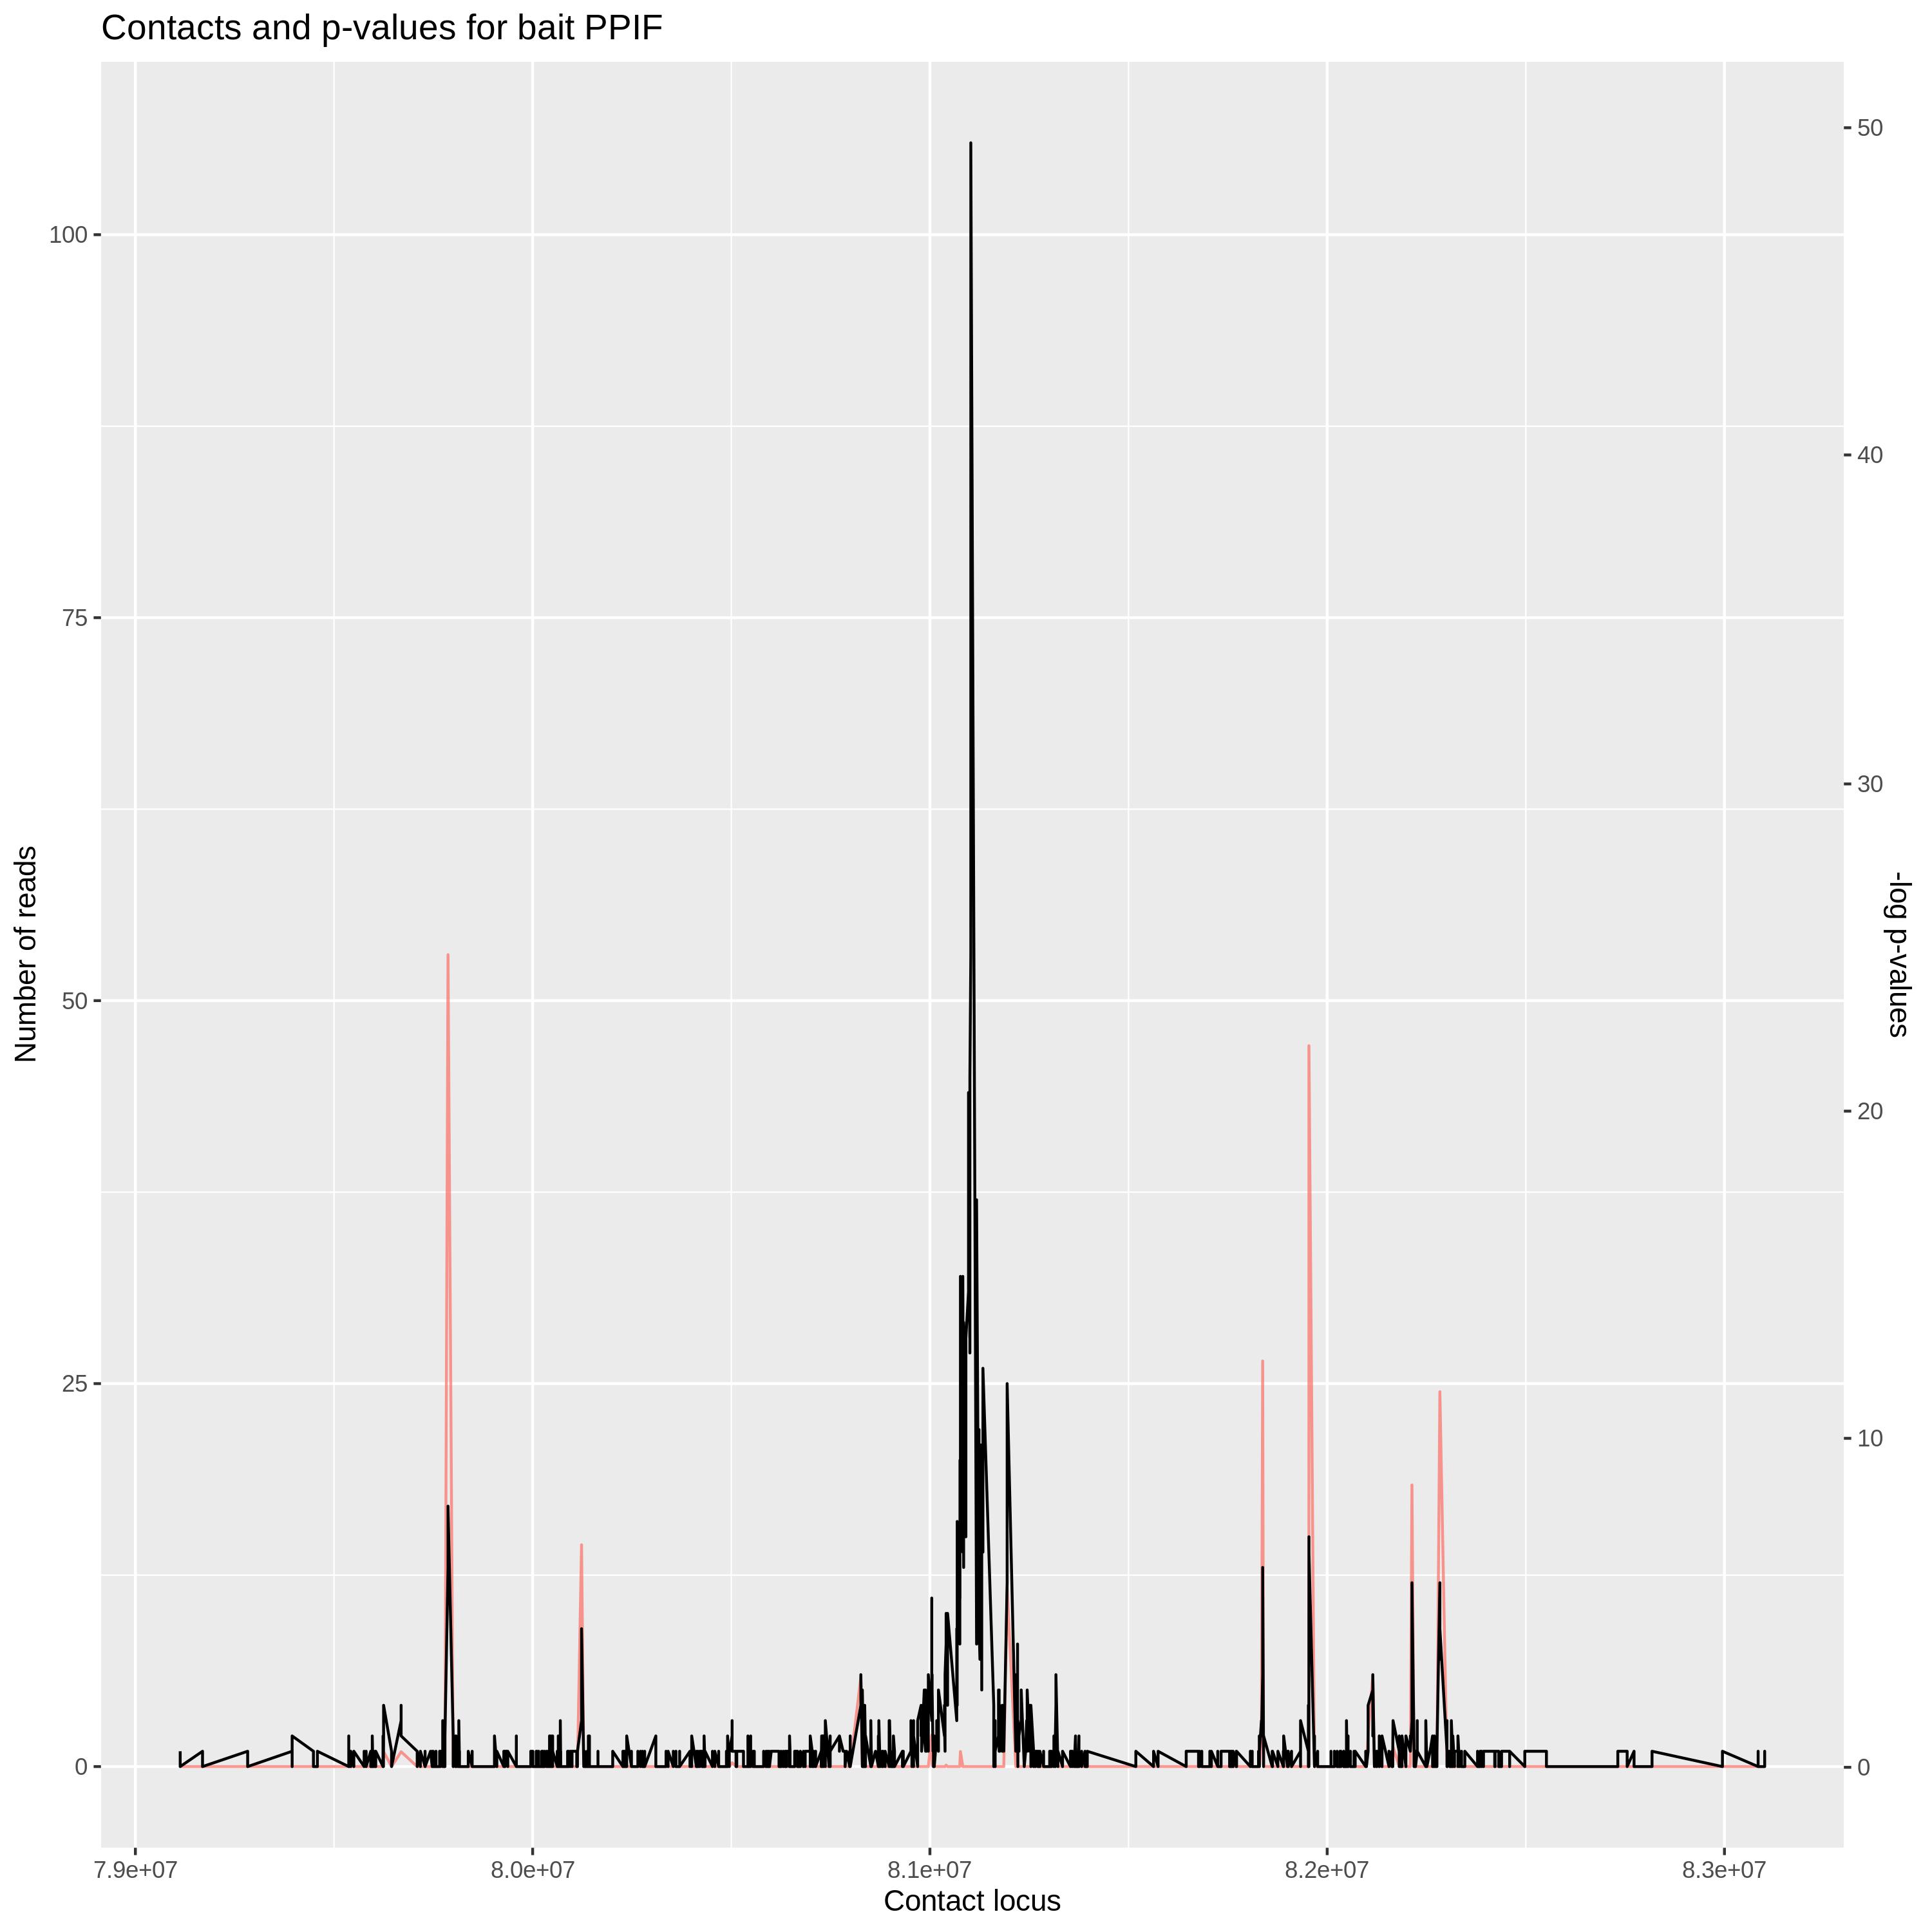 Contacts and p-values for bait PPIF
Number of reads
100
75
50
25
0
50
40
30
20
10
0
-log p-values
7.9e+07 8.0e+07 8.1e+07 8.2e+07 8.3e+07
Contact locus